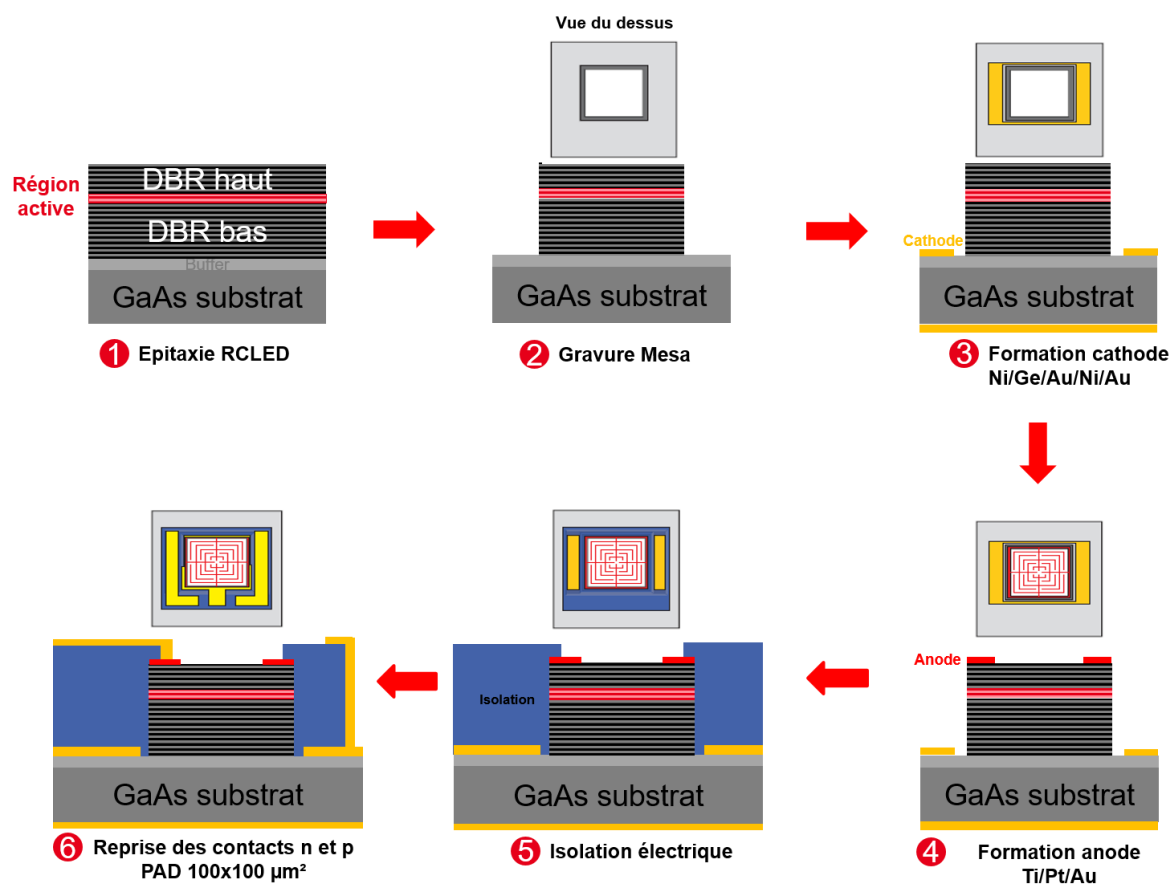 Vue du dessus
Région
active
DBR haut
DBR bas
Buffer
GaAs substrat
1 Epitaxie RCLED
GaAs substrat
2 Gravure Mesa
Cathode
GaAs substrat
3 Formation cathode
Ni/Ge/Au/Ni/Au
Anode
GaAs substrat
4 Formation anode
Ti/Pt/Au
Isolation
GaAs substrat
5 Isolation électrique
GaAs substrat
6 Reprise des contacts n et p
PAD 100x100 µm²